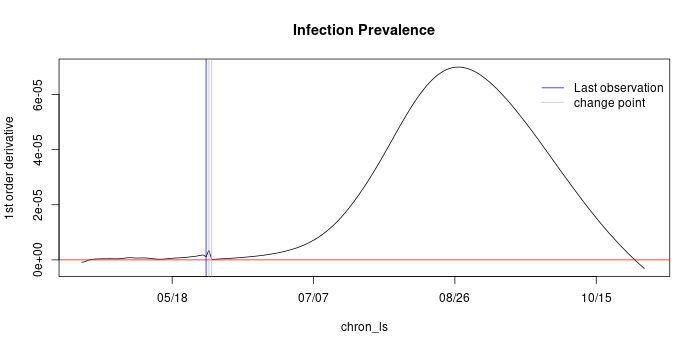 Infection Prevalence
1st order derivative
6e-05
4e-05
2e-05
0e+00
Last observation
change point
05/18
07/07
08/26
10/15
chron_ls